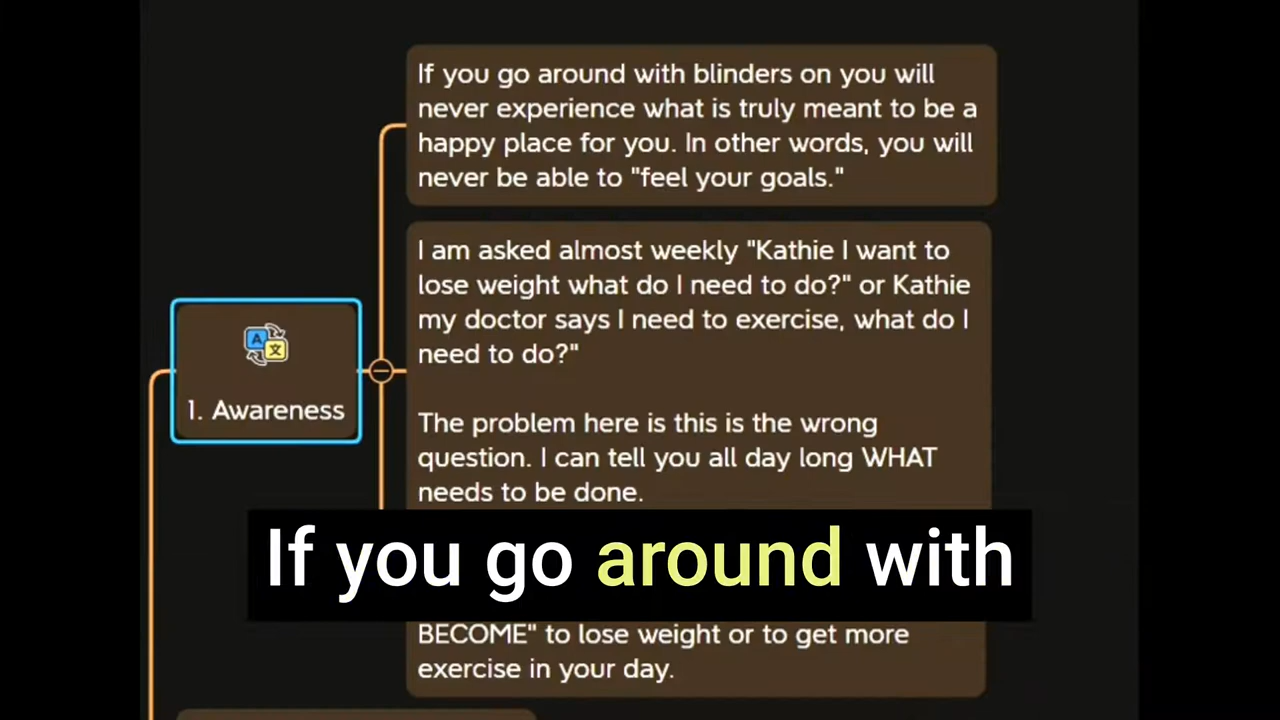 If you go around with blinders on you will
never experience what is truly meant to be a
happy place for you. In other words, you will
never be able to "feel your goals."
I am asked almost weekly "Kathie I want to
lose weight what do I need to do?" or Kathie
my doctor says I need to exercise, what do I
need to do?"
The problem here is this is the wrong
question. I can tell you all day long WHAT
needs to be done.
BECOME" to lose weight or to get more
exercise in your day.
A 文
1. Awareness
If you go around with